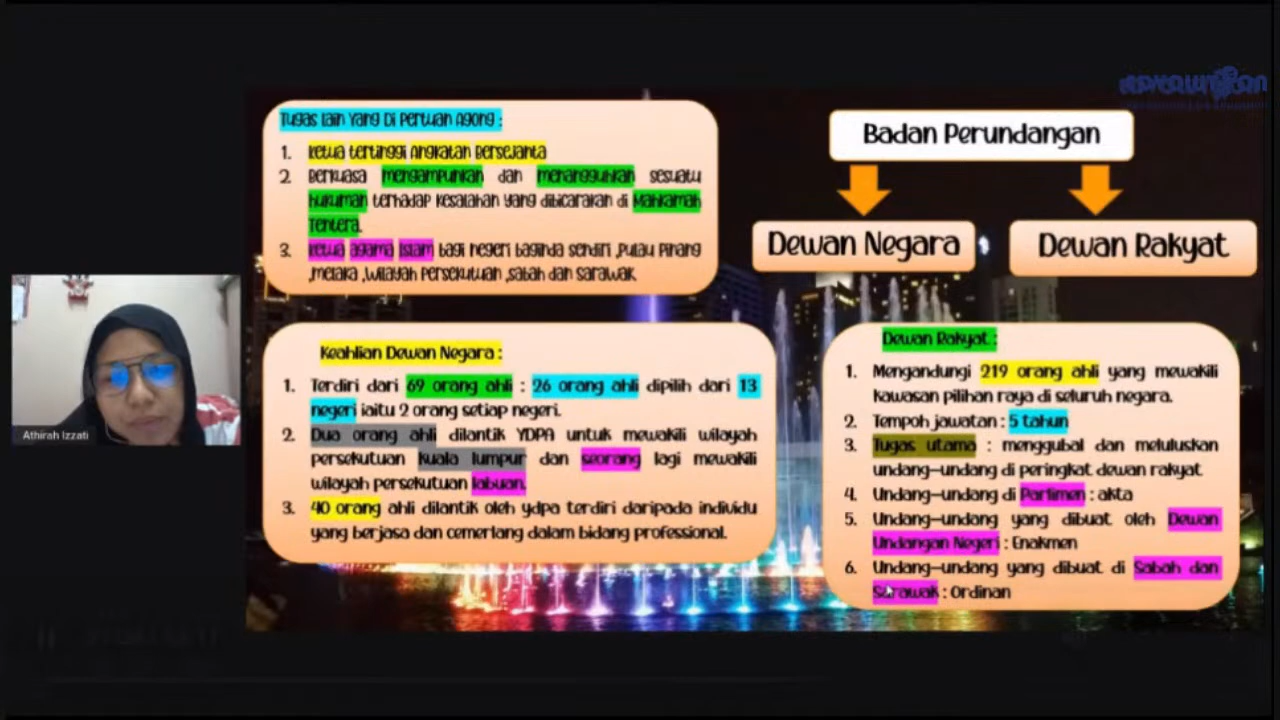 Tugas Lain Yang Di Pertuan Agong :
1. Ketua tertinggi Angkatan Bersejanta
2. Berkuasa mengampunkan dan menangguhkan sesuatu
hukuman terhadap kesalahan yang dibicarakan di Mahkamah
Tentera.
3. Ketua agama Islam bagi negeri baginda sendiri ,Pulau Pinang
,melaka ,wilayah Persekutuan ,sabah dan sarawak.
Badan Perundangan
Dewan Negara
Dewan Rakyat
Keahlian Dewan Negara :
1. Terdiri dari 69 orang ahli : 26 orang ahli dipilih dari 13
negeri iaitu 2 orang setiap negeri.
2. Dua orang ahli dilantik YDPA untuk mewakili wilayah
persekutuan kuala lumpur dan seorang lagi mewakili
wilayah persekutuan labuan.
3. 40 orang ahli dilantik oleh ydpa terdiri daripada individu
yang berjasa dan cemerlang dalam bidang professional.
Dewan Rakyat :
1. Mengandungi 219 orang ahli yang mewakili
kawasan pilihan raya di seluruh negara.
2. Tempoh jawatan : 5 tahun
3. Tugas utama : menggubal dan meluluskan
undang-undang di peringkat dewan rakyat
4. Undang-undang di Parlimen : akta
5. Undang-undang yang dibuat oleh Dewan
Undangan Negeri : Enakmen
6. Undang-undang yang dibuat di Sabah dan
Sarawak : Ordinan
Athirah Izzati